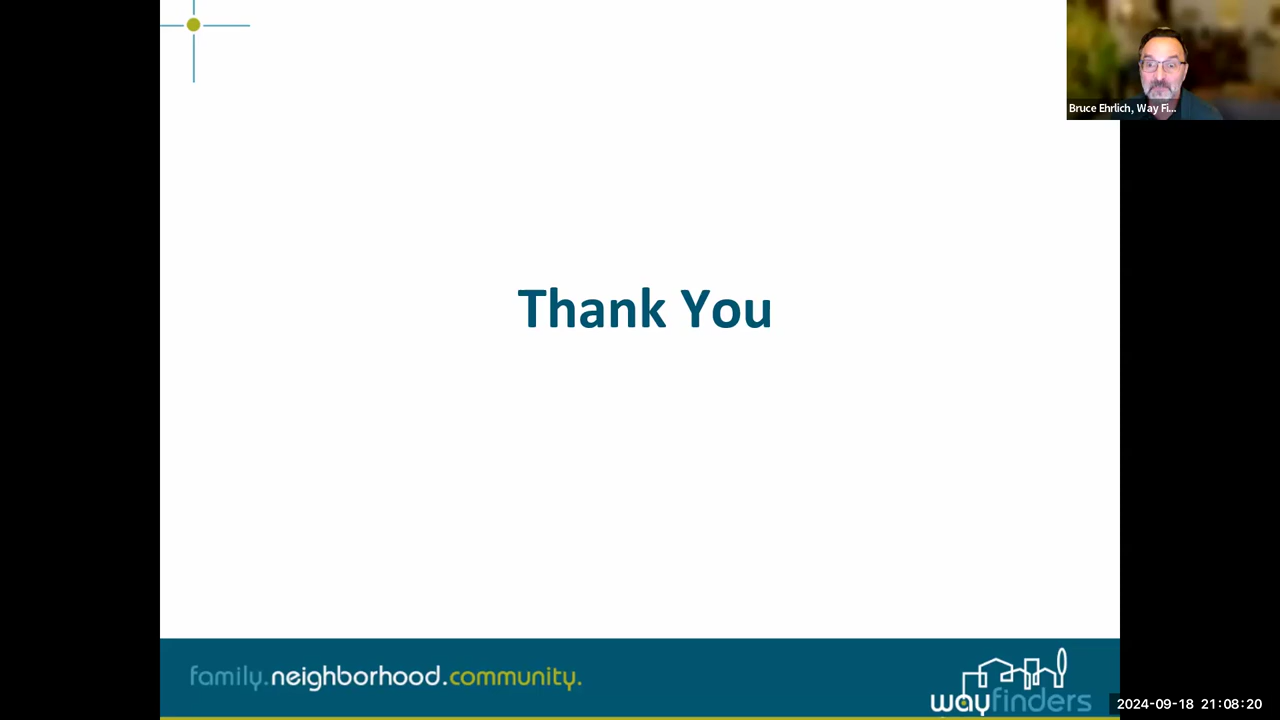 Bruce Ehrlich, Way Fi...
Thank You
family.neighborhood.community.
wayfinders
2024-09-18 21:08:20